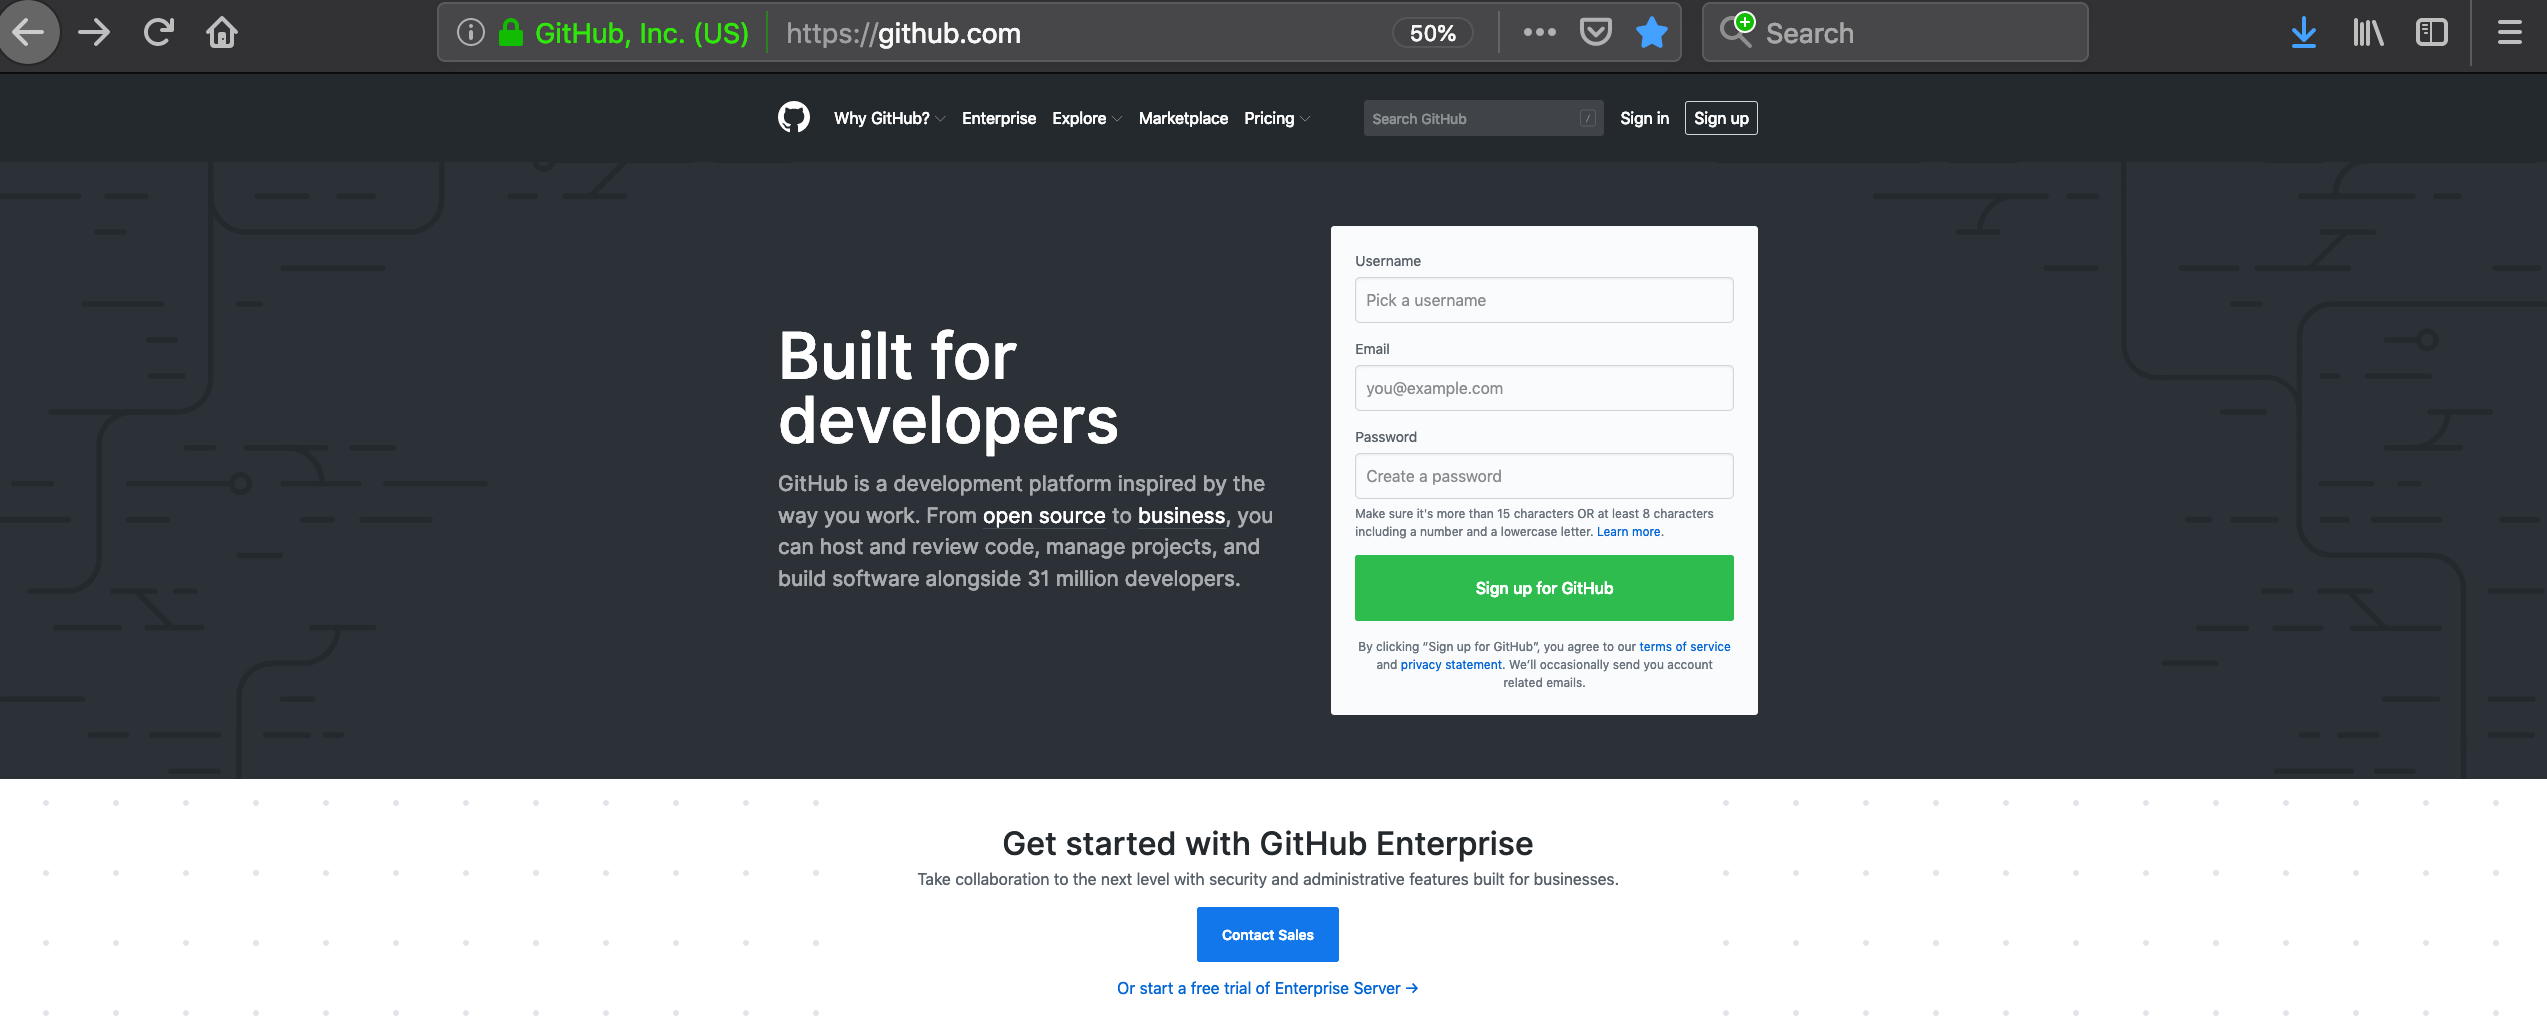 GitHub, Inc. (US) https://github.com 50% Search
Why GitHub? Enterprise Explore Marketplace Pricing Search GitHub / Sign in Sign up
Built for
developers
GitHub is a development platform inspired by the
way you work. From open source to business, you
can host and review code, manage projects, and
build software alongside 31 million developers.
Username
Pick a username
Email
you@example.com
Password
Create a password
Make sure it's more than 15 characters OR at least 8 characters
including a number and a lowercase letter. Learn more.
Sign up for GitHub
By clicking “Sign up for GitHub”, you agree to our terms of service
and privacy statement. We’ll occasionally send you account
related emails.
Get started with GitHub Enterprise
Take collaboration to the next level with security and administrative features built for businesses.
Contact Sales
Or start a free trial of Enterprise Server →